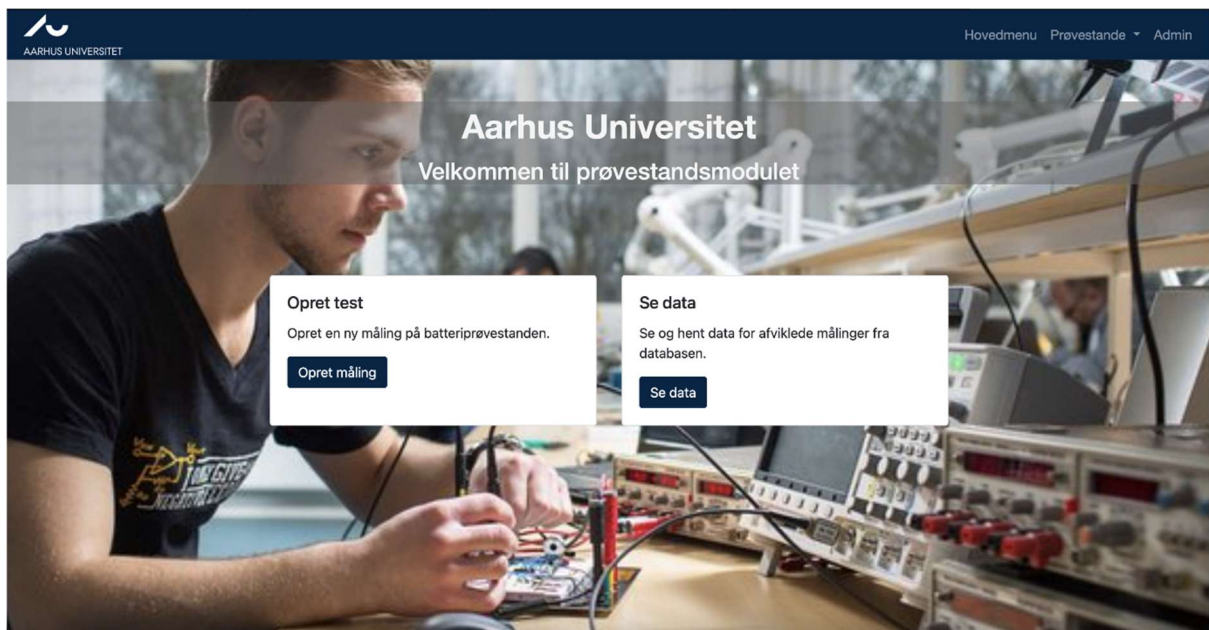 AARHUS UNIVERSITET
Hovedmenu Prøvestande Admin
Aarhus Universitet
Velkommen til prøvestandsmodulet
Opret test
Opret en ny måling på batteriprøvestanden.
Opret måling
Se data
Se og hent data for afviklede målinger fra
databasen.
Se data